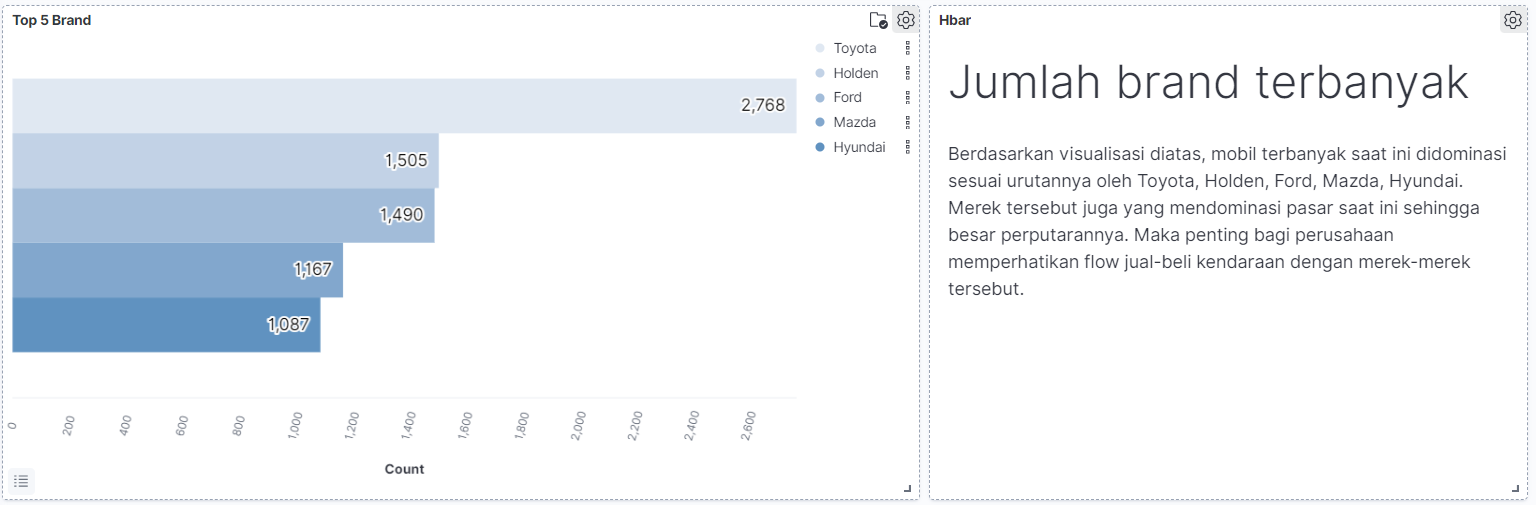 Top 5 Brand
2,768
1,505
1,490
1,167
1,087
0
200
400
600
800
1,000
1,200
1,400
1,600
1,800
2,000
2,200
2,400
2,600
Count
Toyota
Holden
Ford
Mazda
Hyundai
Hbar
Jumlah brand terbanyak
Berdasarkan visualisasi diatas, mobil terbanyak saat ini didominasi
sesuai urutannya oleh Toyota, Holden, Ford, Mazda, Hyundai.
Merek tersebut juga yang mendominasi pasar saat ini sehingga
besar perputarannya. Maka penting bagi perusahaan
memperhatikan flow jual-beli kendaraan dengan merek-merek
tersebut.